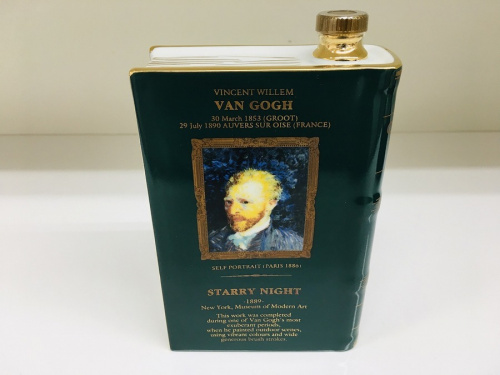 VINCENT WILLEM
VAN GOGH
30 March 1853 (GROOT)
29 July 1890 AUVERS SUR OISE (FRANCE)
SELF PORTRAIT (PARIS 1886)
STARRY NIGHT
-1889-
New York, Museum of Modern Art
This work was completed
during one of Van Gogh's most
exuberant periods,
when he painted outdoor scenes,
using vibrant colours and wide
generous brush strokes.